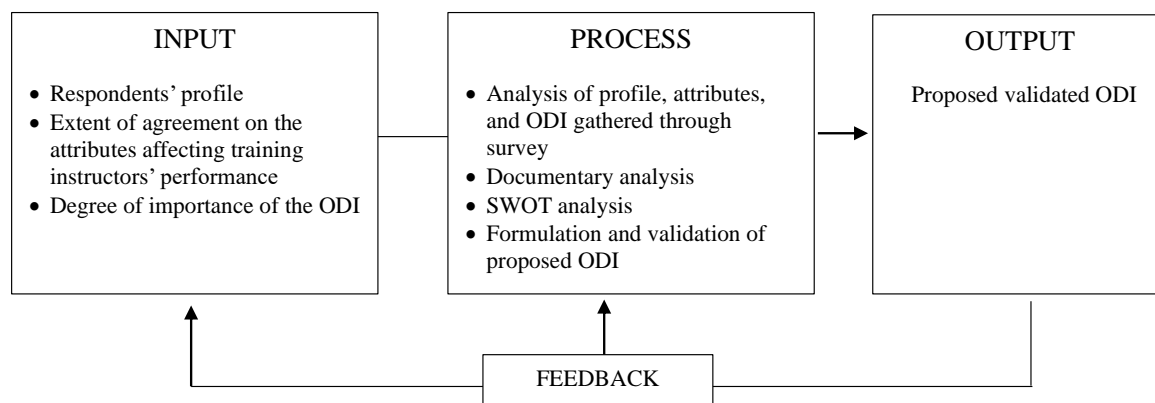 INPUT
• Respondents’ profile
• Extent of agreement on the
attributes affecting training
instructors’ performance
• Degree of importance of the ODI
PROCESS
• Analysis of profile, attributes,
and ODI gathered through
survey
• Documentary analysis
• SWOT analysis
• Formulation and validation of
proposed ODI
OUTPUT
Proposed validated ODI
FEEDBACK